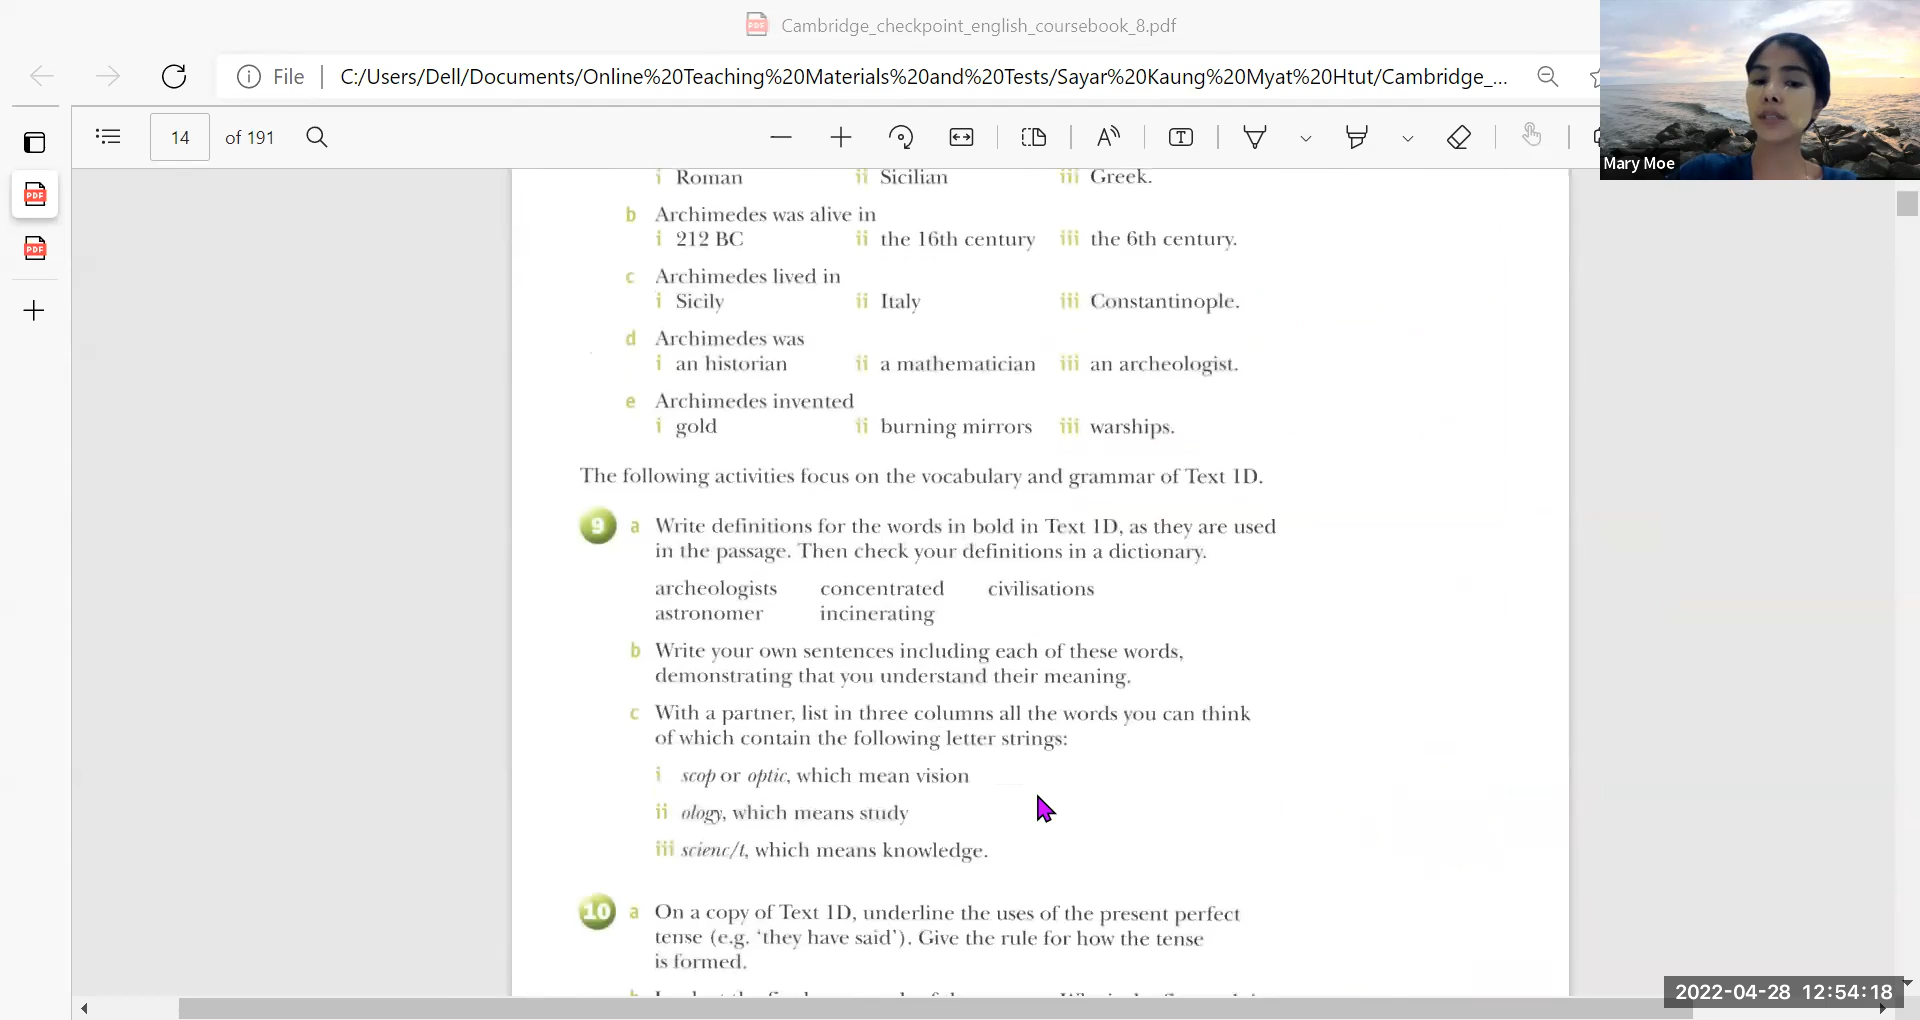 Cambridge_checkpoint_english_coursebook_8.pdf
File C:/Users/Dell/Documents/Online%20Teaching%20Materials%20and%20Tests/Sayar%20Kaung%20Myat%20Htut/Cambridge_...
14 of 191
Mary Moe
i Roman ii Sicilian iii Greek.
b Archimedes was alive in
i 212 BC ii the 16th century iii the 6th century.
c Archimedes lived in
i Sicily ii Italy iii Constantinople.
d Archimedes was
i an historian ii a mathematician iii an archeologist.
e Archimedes invented
i gold ii burning mirrors iii warships.
The following activities focus on the vocabulary and grammar of Text 1D.
9 a Write definitions for the words in bold in Text 1D, as they are used
in the passage. Then check your definitions in a dictionary.
archeologists concentrated civilisations
astronomer incinerating
b Write your own sentences including each of these words,
demonstrating that you understand their meaning.
c With a partner, list in three columns all the words you can think
of which contain the following letter strings:
i scop or optic, which mean vision
ii ology, which means study
iii scienc/t, which means knowledge.
10 a On a copy of Text 1D, underline the uses of the present perfect
tense (e.g. 'they have said'). Give the rule for how the tense
is formed.
2022-04-28 12:54:18